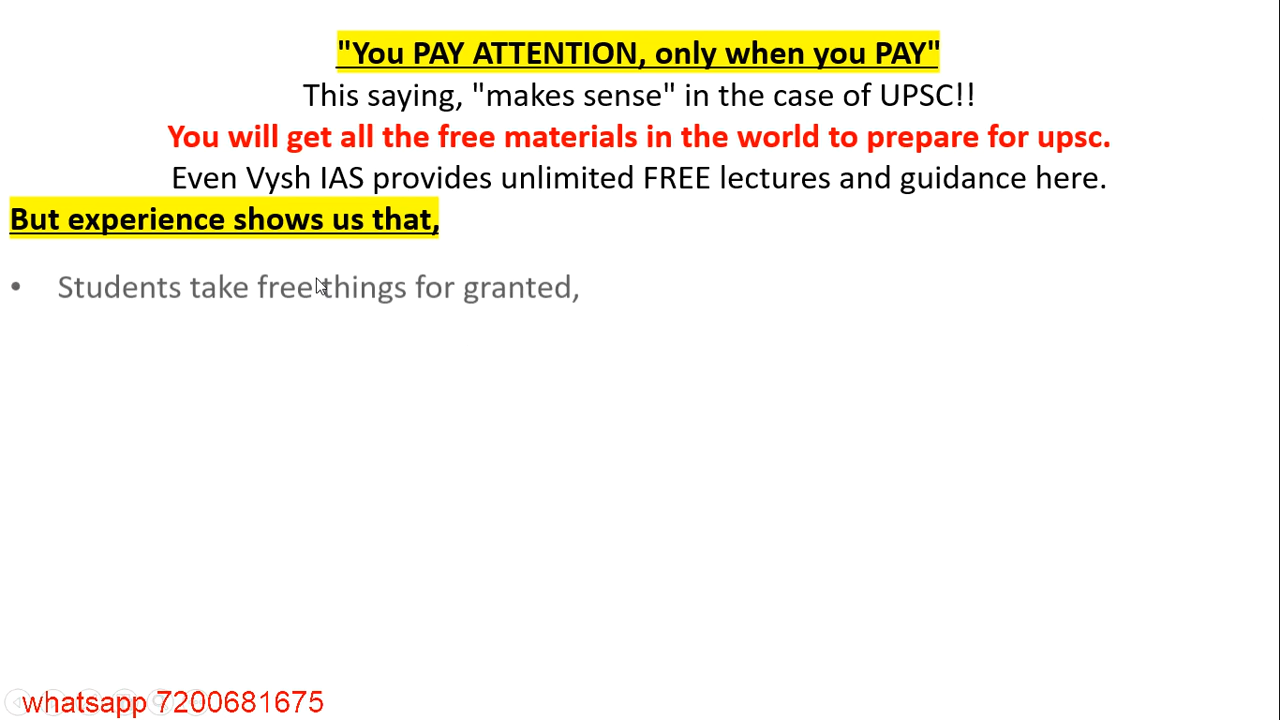 "You PAY ATTENTION, only when you PAY"
This saying, "makes sense" in the case of UPSC!!
You will get all the free materials in the world to prepare for upsc.
Even Vysh IAS provides unlimited FREE lectures and guidance here.
But experience shows us that,
• Students take free things for granted,
whatsapp 7200681675